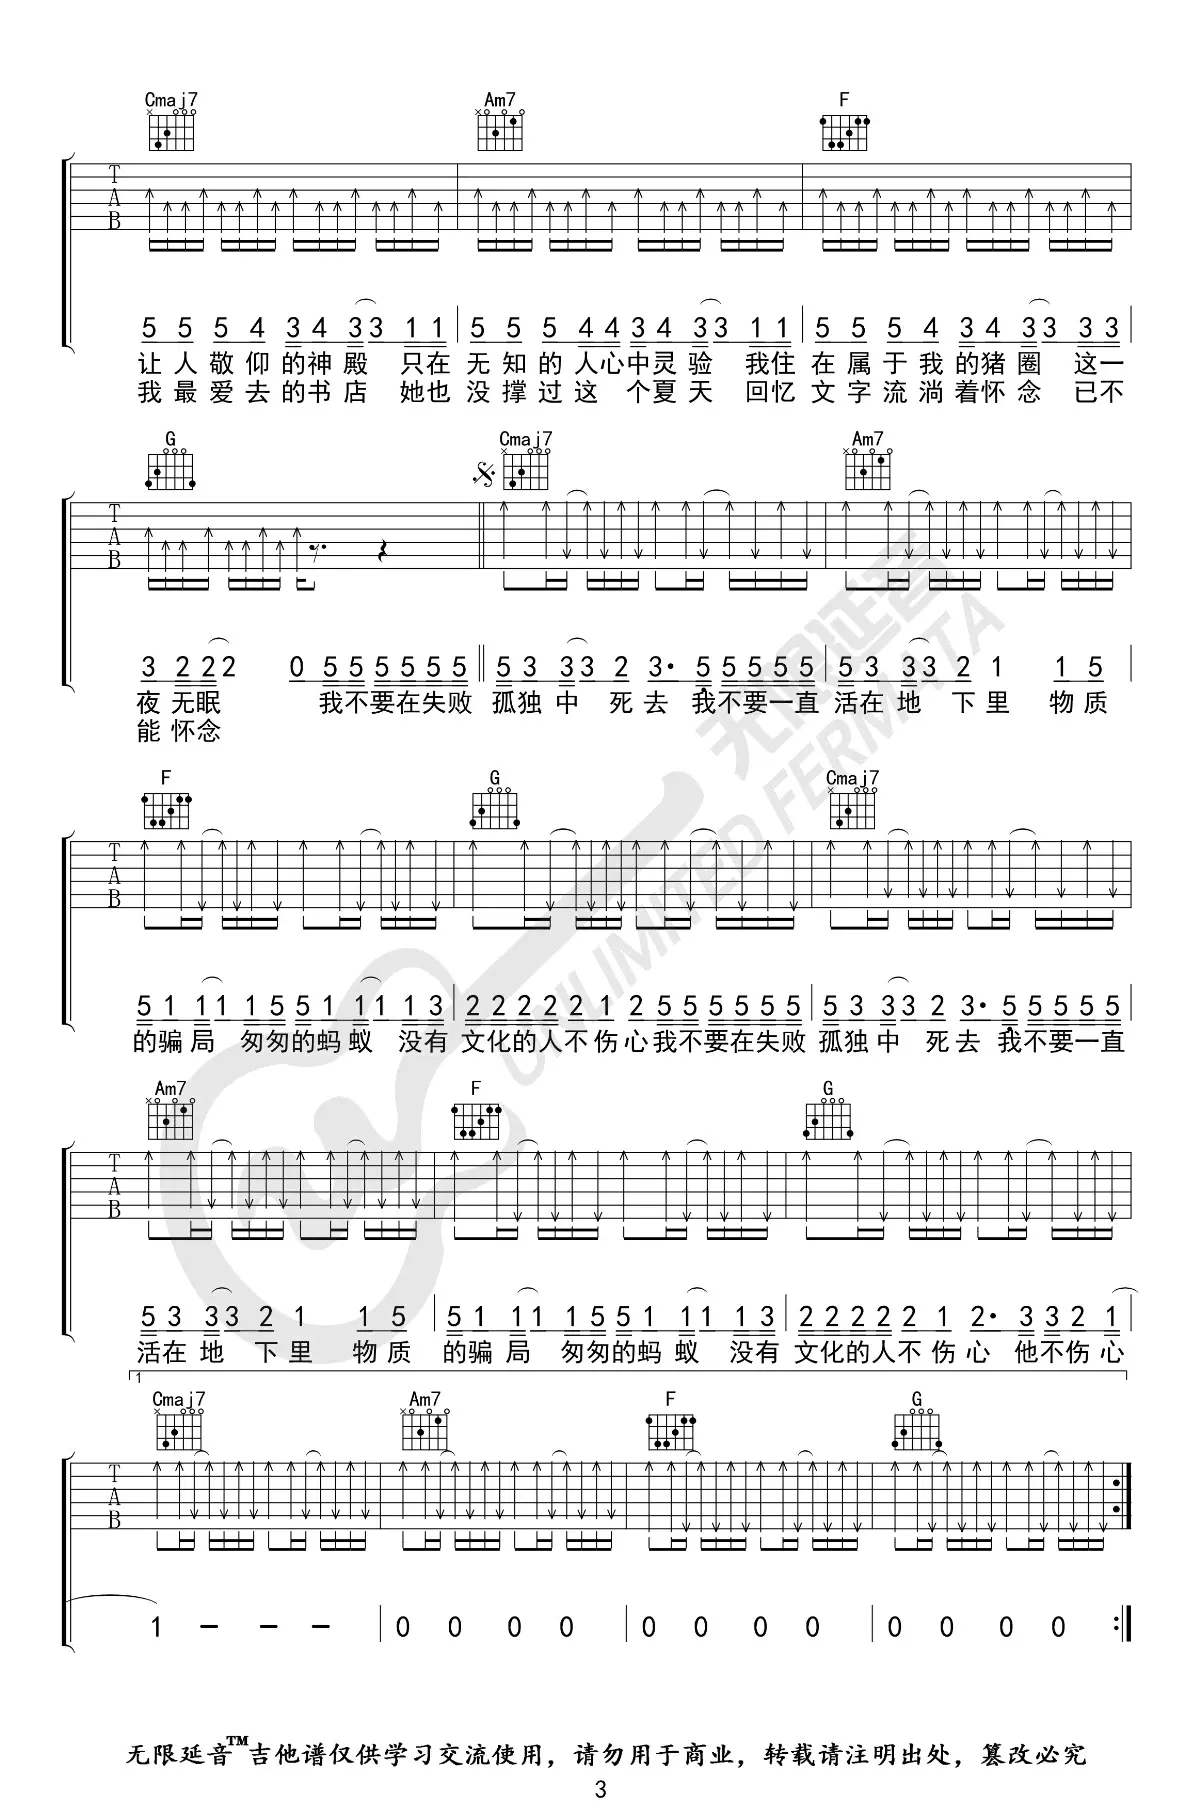 Cmaj7 Am7 F
T
A
B
5 5 5 4 3 4 3 3 1 1 5 5 5 4 4 3 4 3 3 1 1 5 5 5 4 3 4 3 3 3 3
让人敬仰的神殿 只在无知的人心中灵验 我住在属于我的猪圈 这一
我最爱去的书店 她也没撑过这个夏天 回忆文字流淌着怀念 已不
G Cmaj7 Am7
T
A
B
3 2 2 2 0 5 5 5 5 5 5 5 5 3 3 3 2 3· 5 5 5 5 5 5 3 3 3 2 1 1 5
夜无眠 我不要在失败 孤独中 死去 我不要一直 活在地 下里 物质
能怀念
F G Cmaj7
T
A
B
5 1 1 1 1 5 5 1 1 1 1 3 2 2 2 2 2 1 2 5 5 5 5 5 5 5 3 3 3 2 3· 5 5 5 5 5
的骗局 匆匆的蚂蚁 没有文化的人不伤心我不要在失败 孤独中 死去 我不要一直
Am7 F G
T
A
B
5 3 3 3 2 1 1 5 5 1 1 1 1 5 5 1 1 1 1 3 2 2 2 2 2 1 2· 3 3 2 1
活在地 下里 物质 的骗局 匆匆的蚂蚁 没有 文化的人不伤心 他不伤心
1
Cmaj7 Am7 F G
T
A
B
1 - - - 0 0 0 0 0 0 0 0 0 0 0 0
无限延音™吉他谱仅供学习交流使用，请勿用于商业，转载请注明出处，篡改必究
3
无限延音
UNLIMITED FERMATA